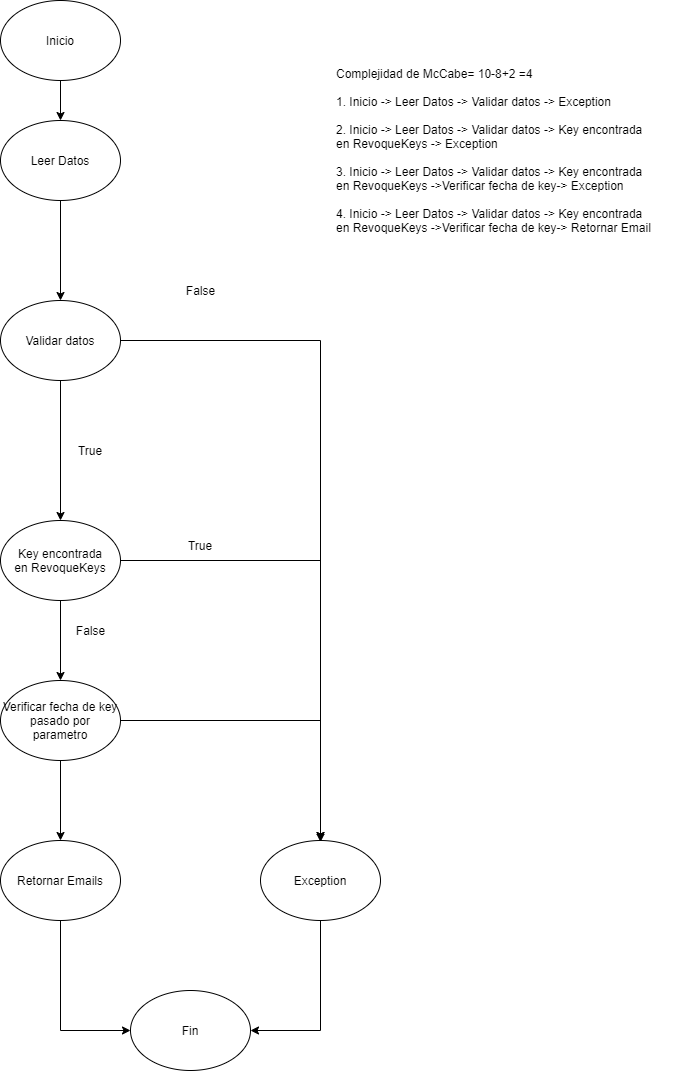 Inicio
Complejidad de McCabe= 10-8+2 =4
1. Inicio -> Leer Datos -> Validar datos -> Exception
2. Inicio -> Leer Datos -> Validar datos -> Key encontrada
en RevoqueKeys -> Exception
3. Inicio -> Leer Datos -> Validar datos -> Key encontrada
en RevoqueKeys ->Verificar fecha de key-> Exception
4. Inicio -> Leer Datos -> Validar datos -> Key encontrada
en RevoqueKeys ->Verificar fecha de key-> Retornar Email
Leer Datos
False
Validar datos
True
Key encontrada
en RevoqueKeys
True
False
Verificar fecha de key
pasado por
parametro
Retornar Emails
Exception
Fin